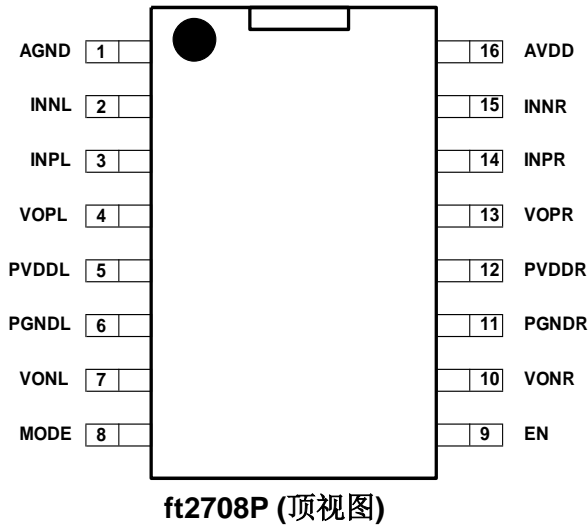 AGND 1 16 AVDD
INNL 2 15 INNR
INPL 3 14 INPR
VOPL 4 13 VOPR
PVDDL 5 12 PVDDR
PGNDL 6 11 PGNDR
VONL 7 10 VONR
MODE 8 9 EN
ft2708P (顶视图)